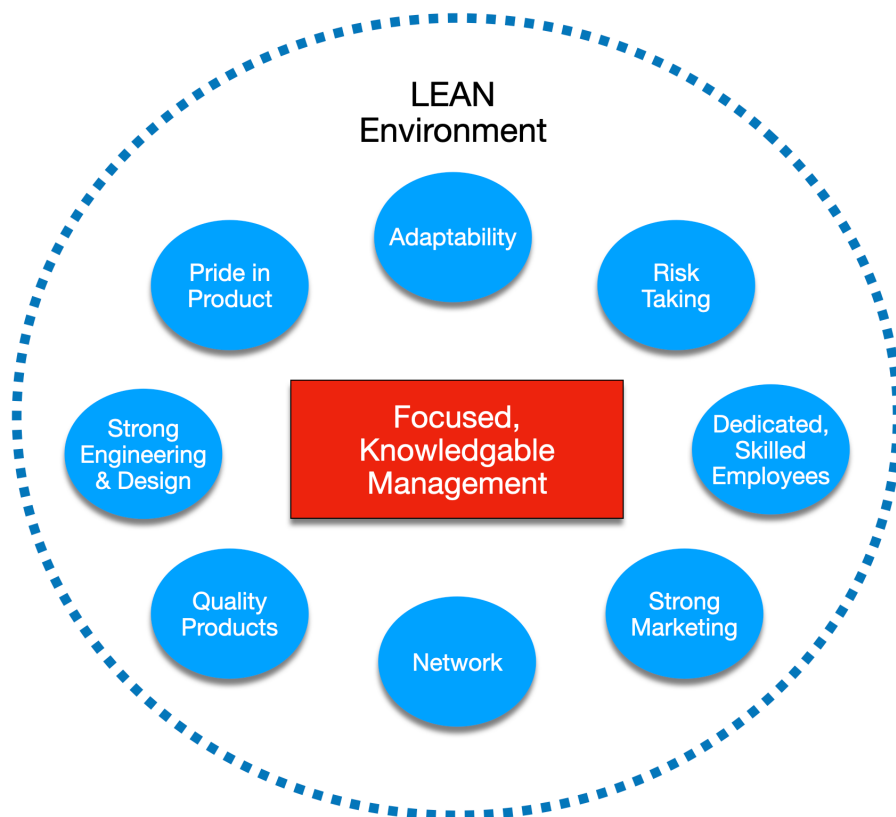 LEAN
Environment
Adaptability
Pride in
Product
Risk
Taking
Focused,
Knowledgable
Management
Strong
Engineering
& Design
Dedicated,
Skilled
Employees
Quality
Products
Strong
Marketing
Network